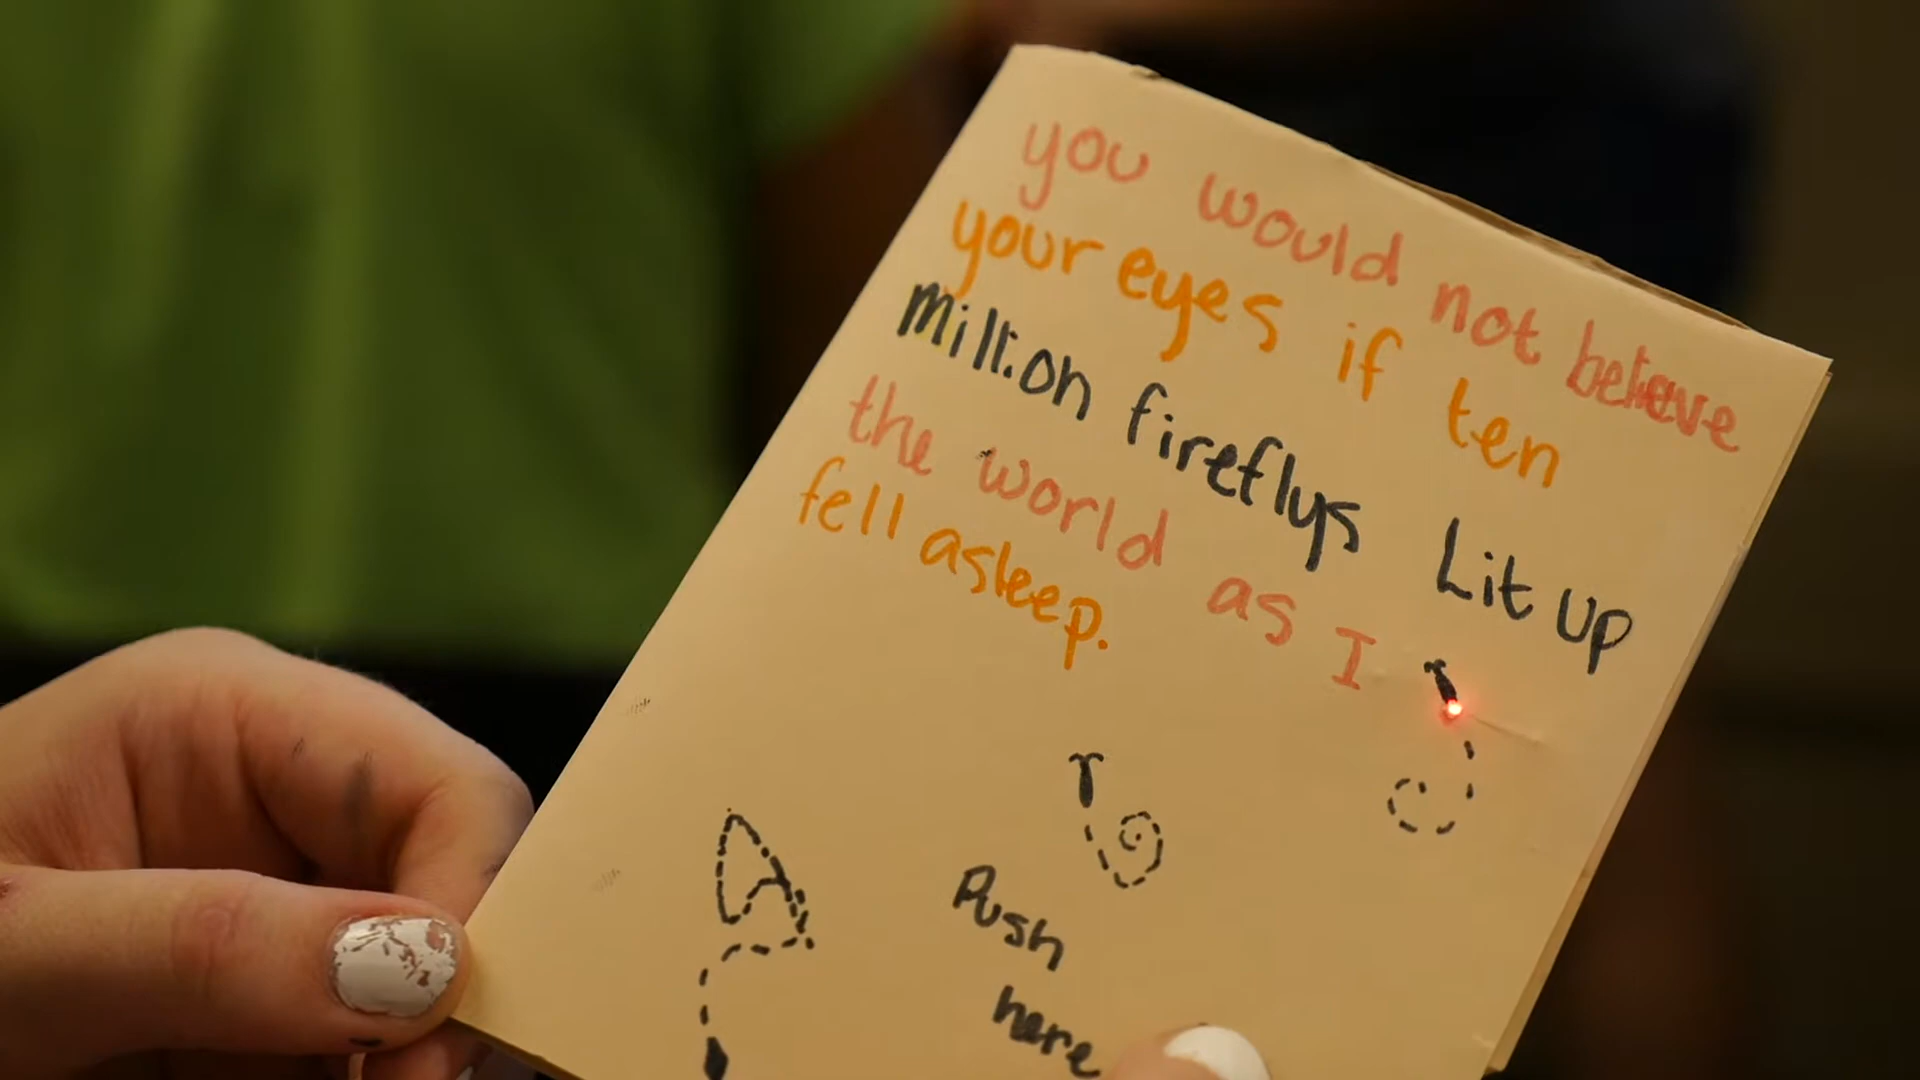 you would not believe
your eyes if ten
million fireflys Lit up
the world as I
fell asleep.
Push
here